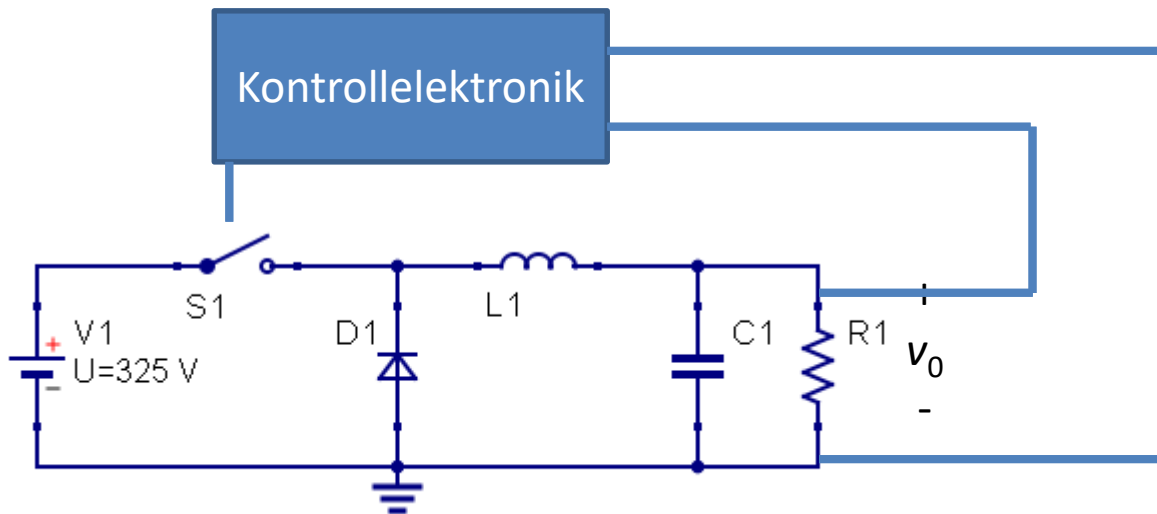 Kontrollelektronik
S1
L1
V1
U=325 V
D1
C1
R1
+
v0
-